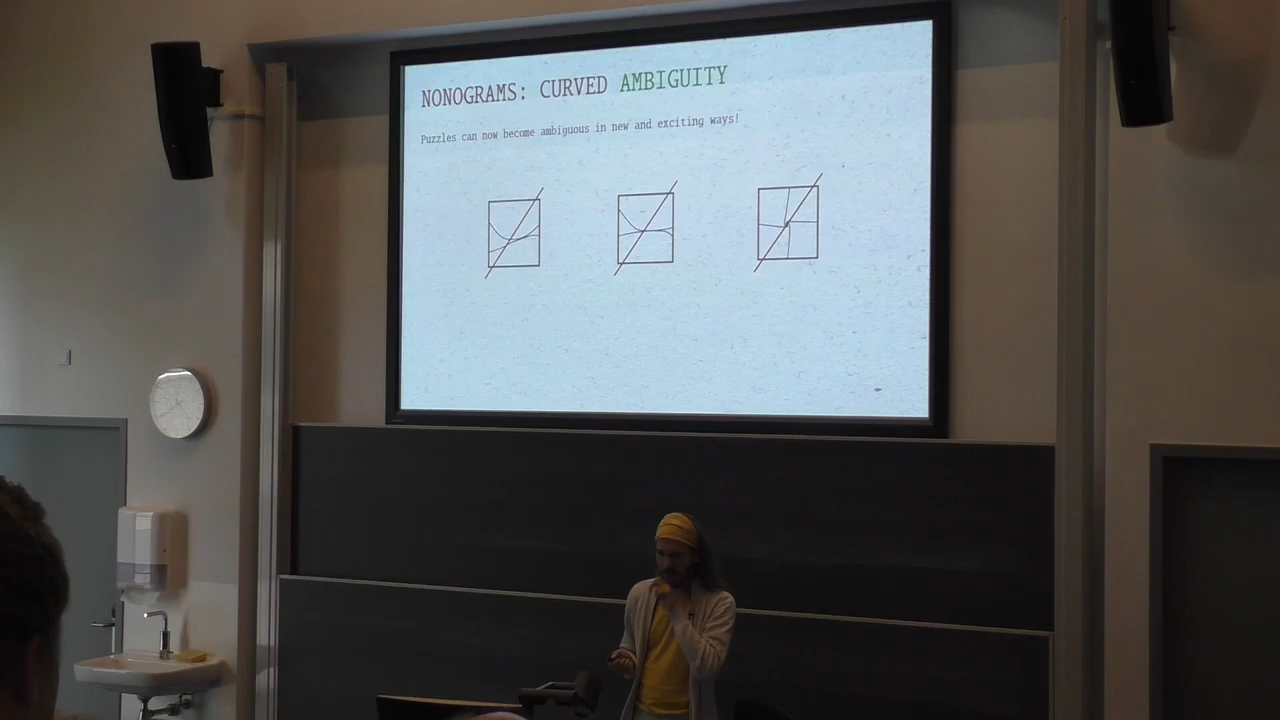 NONOGRAMS: CURVED AMBIGUITY
Puzzles can now become ambiguous in new and exciting ways!